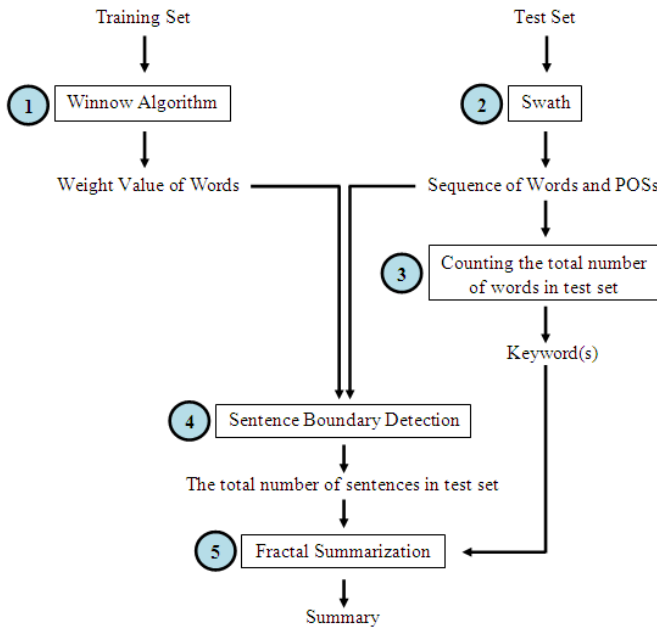 Training Set
Test Set
1
Winnow Algorithm
2
Swath
Weight Value of Words
Sequence of Words and POSs
3
Counting the total number
of words in test set
Keyword(s)
4
Sentence Boundary Detection
The total number of sentences in test set
5
Fractal Summarization
Summary